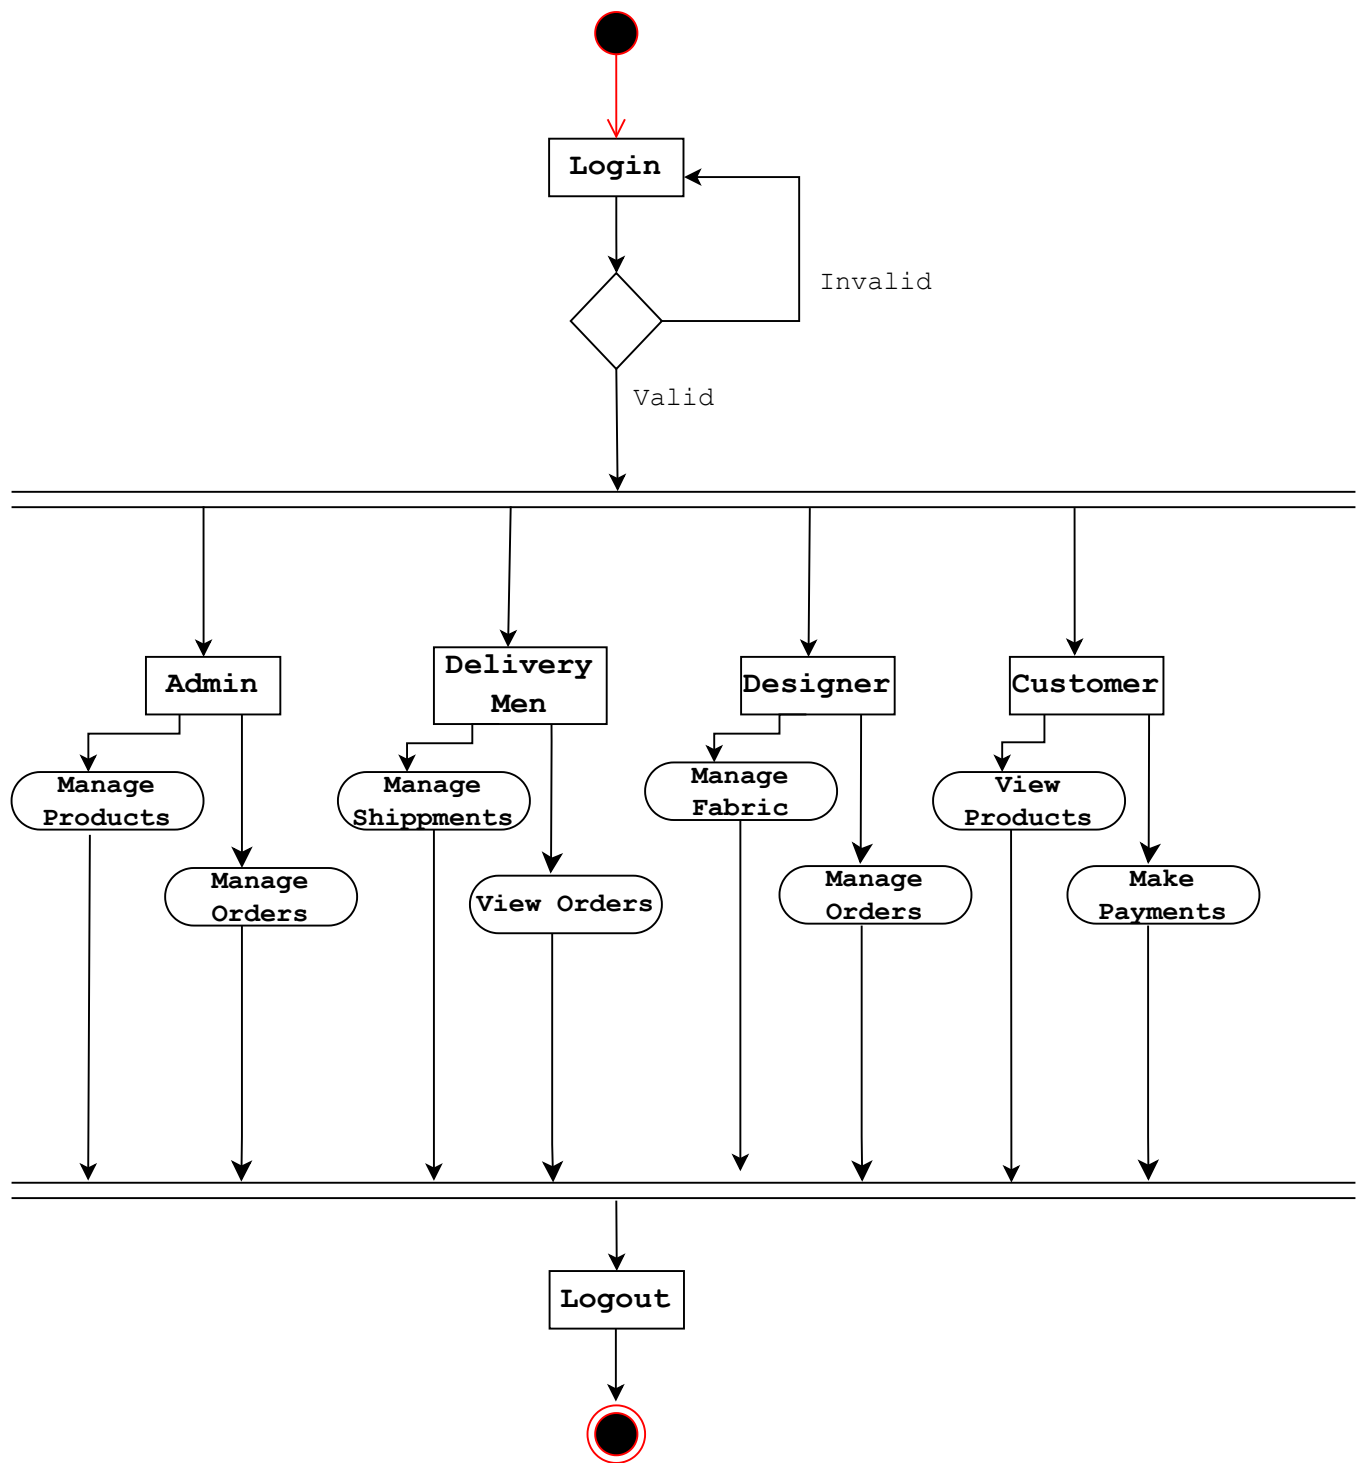 Login
Invalid
Valid
Admin
Delivery
Men
Designer
Customer
Manage
Products
Manage
Shippments
Manage
Fabric
View
Products
Manage
Orders
View Orders
Manage
Orders
Make
Payments
Logout